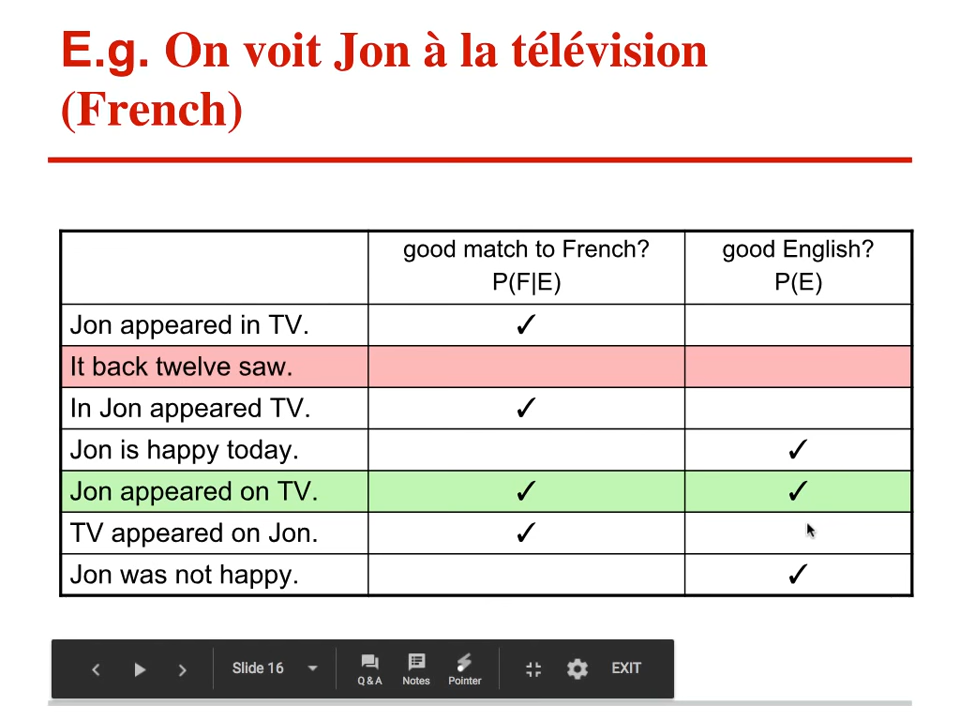 E.g. On voit Jon à la télévision
(French)
good match to French? good English?
P(F|E) P(E)
Jon appeared in TV. ✓
It back twelve saw.
In Jon appeared TV. ✓
Jon is happy today. ✓
Jon appeared on TV. ✓ ✓
TV appeared on Jon. ✓
Jon was not happy. ✓
Slide 16 Q & A Notes Pointer EXIT